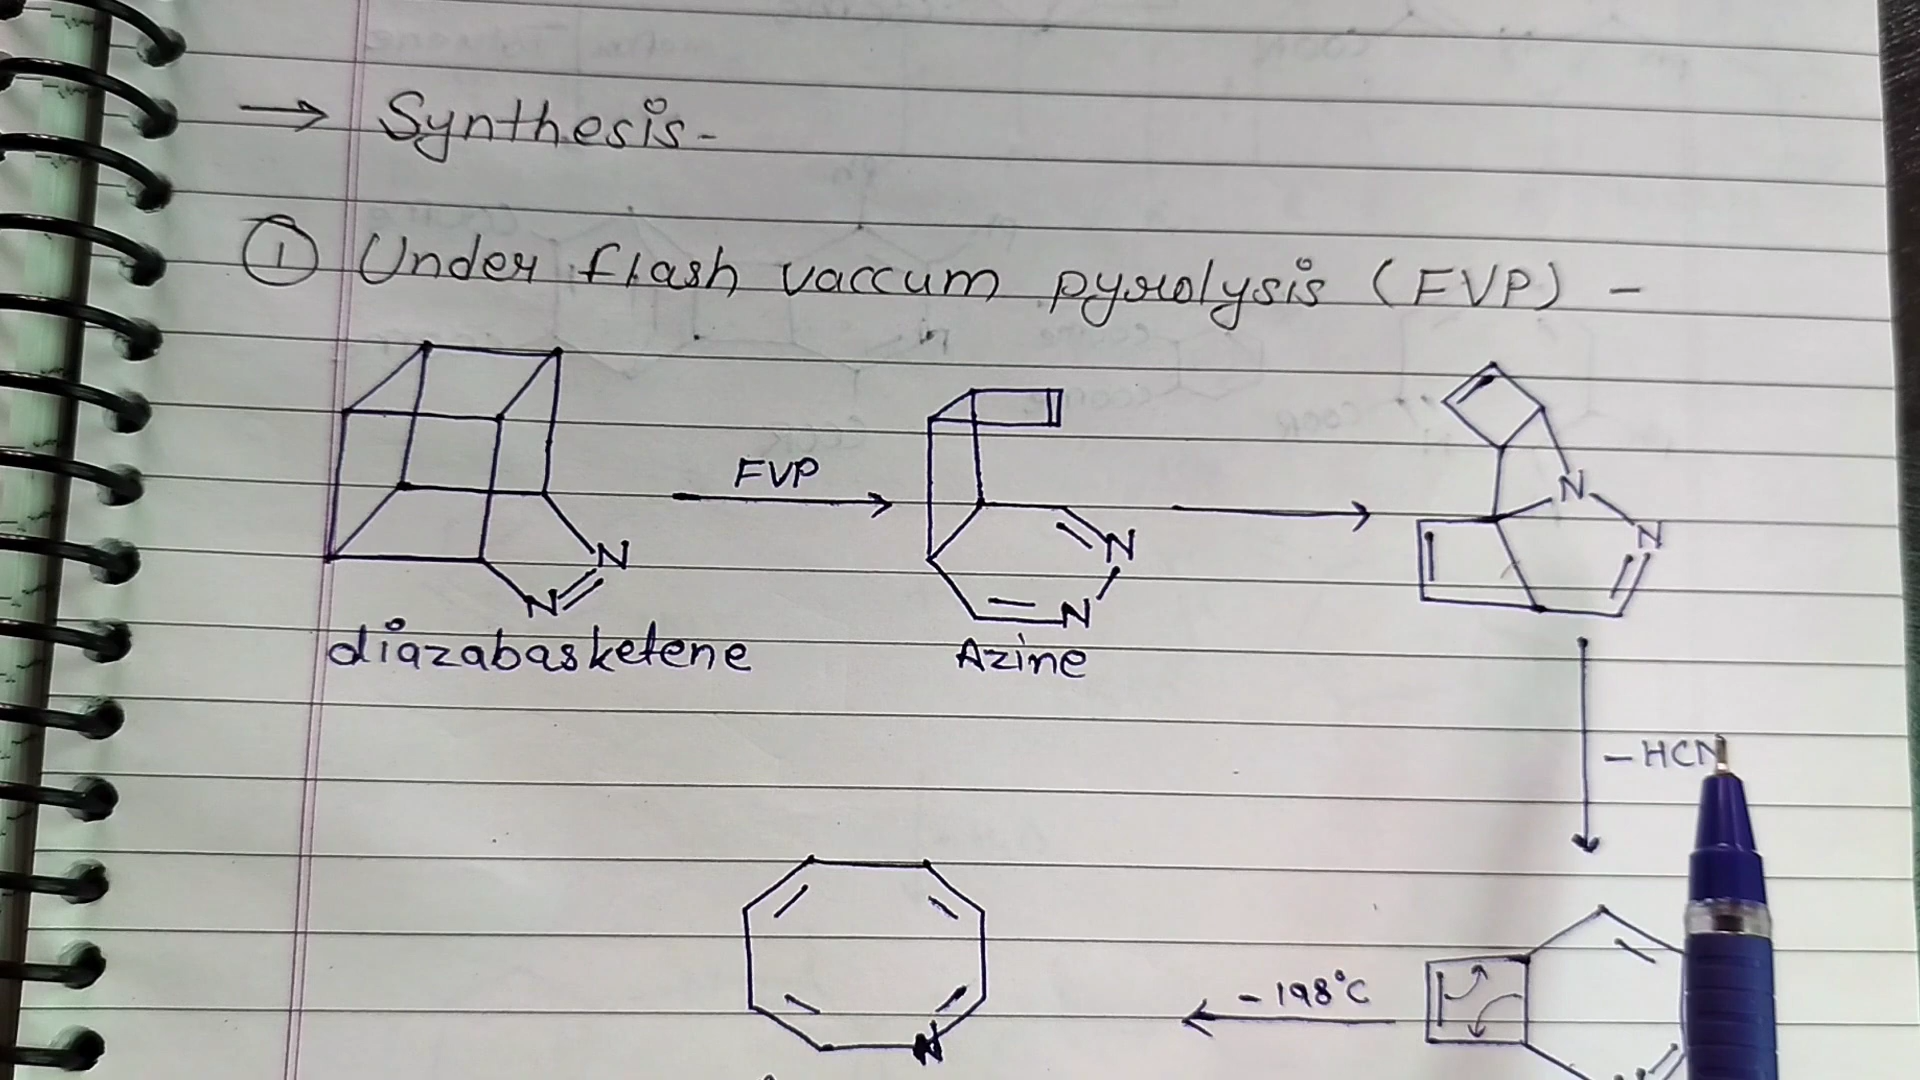 → Synthesis-
① Under flash vaccum pyrolysis (FVP) -
FVP
N
N
N
N
N
N
diazabasketene
Azine
- HCN
- 198°C
N